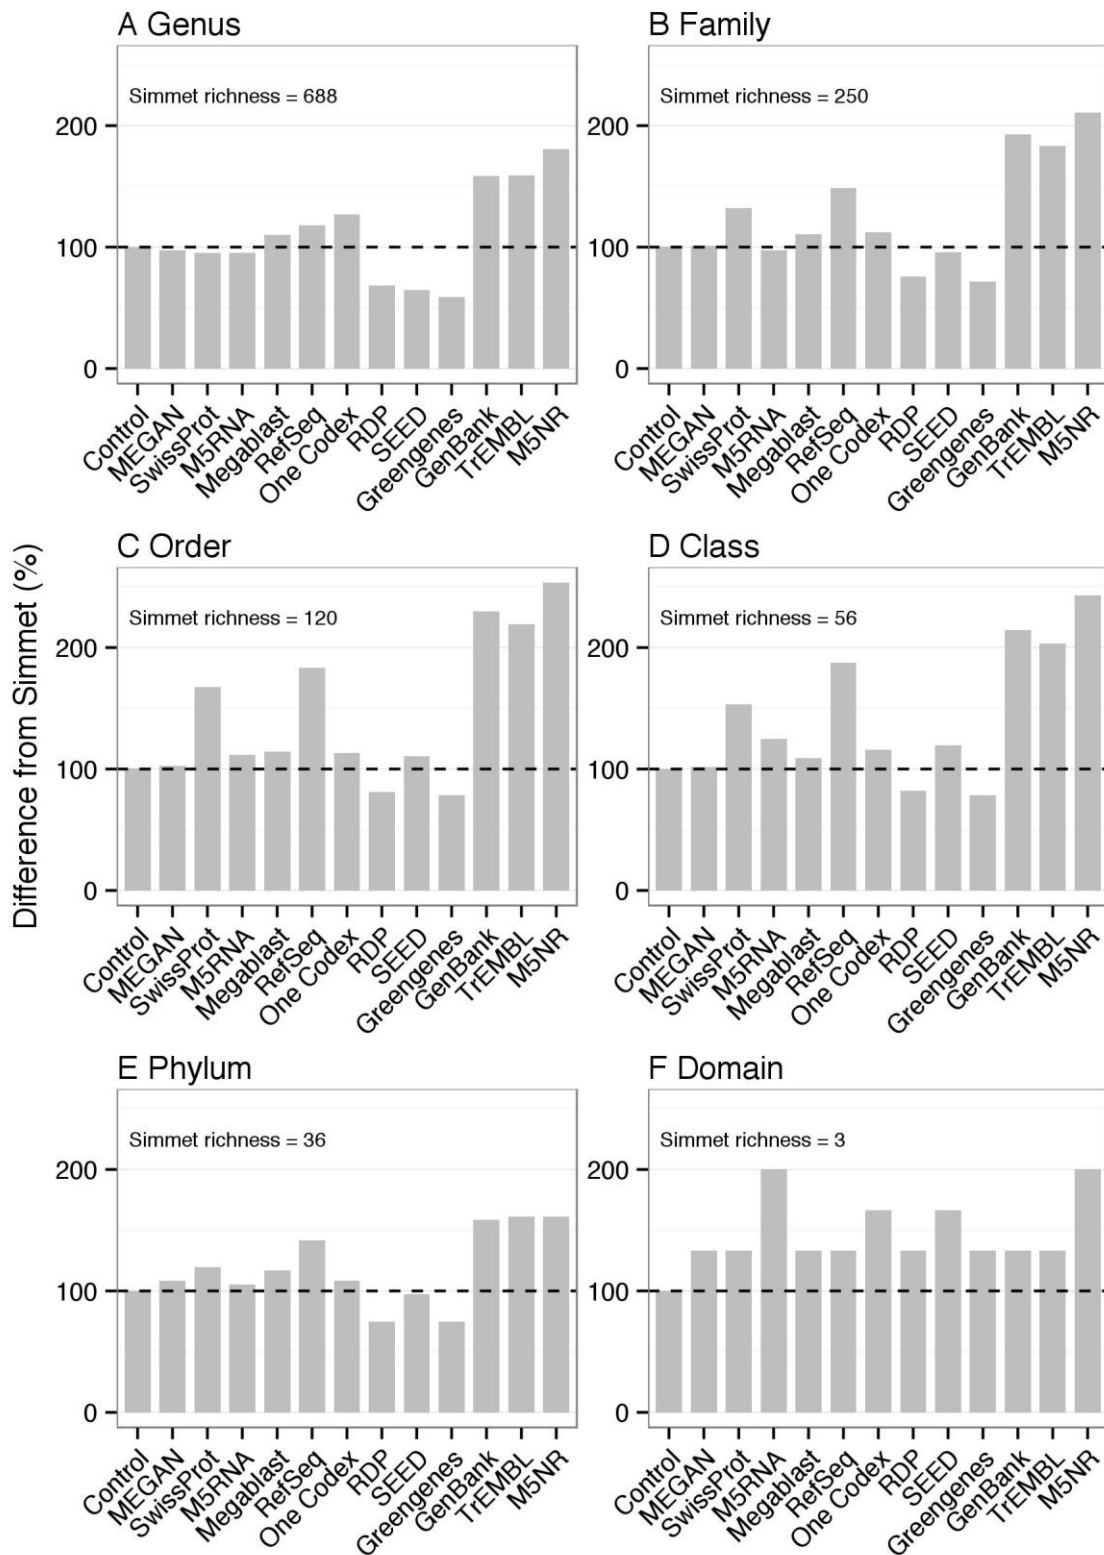 Difference from Simmet (%)
A Genus
Simmet richness = 688
200
100
0
Control
MEGAN
SwissProt
M5RNA
Megablast
RefSeq
One Codex
RDP
SEED
Greengenes
GenBank
TrEMBL
M5NR
B Family
Simmet richness = 250
200
100
0
Control
MEGAN
SwissProt
M5RNA
Megablast
RefSeq
One Codex
RDP
SEED
Greengenes
GenBank
TrEMBL
M5NR
C Order
Simmet richness = 120
200
100
0
Control
MEGAN
SwissProt
M5RNA
Megablast
RefSeq
One Codex
RDP
SEED
Greengenes
GenBank
TrEMBL
M5NR
D Class
Simmet richness = 56
200
100
0
Control
MEGAN
SwissProt
M5RNA
Megablast
RefSeq
One Codex
RDP
SEED
Greengenes
GenBank
TrEMBL
M5NR
E Phylum
Simmet richness = 36
200
100
0
Control
MEGAN
SwissProt
M5RNA
Megablast
RefSeq
One Codex
RDP
SEED
Greengenes
GenBank
TrEMBL
M5NR
F Domain
Simmet richness = 3
200
100
0
Control
MEGAN
SwissProt
M5RNA
Megablast
RefSeq
One Codex
RDP
SEED
Greengenes
GenBank
TrEMBL
M5NR